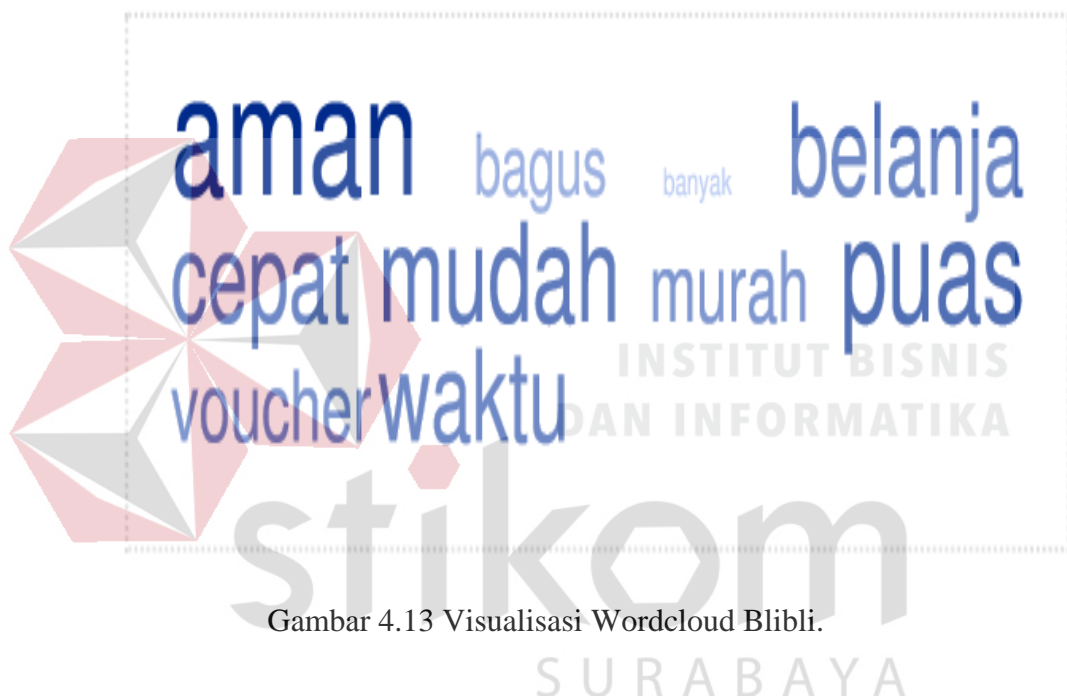 aman bagus banyak belanja
cepat mudah murah puas
INSTITUT BISNIS
voucher waktu
DAN INFORMATIKA
stikom
Gambar 4.13 Visualisasi Wordcloud Blibli.
SURABAYA